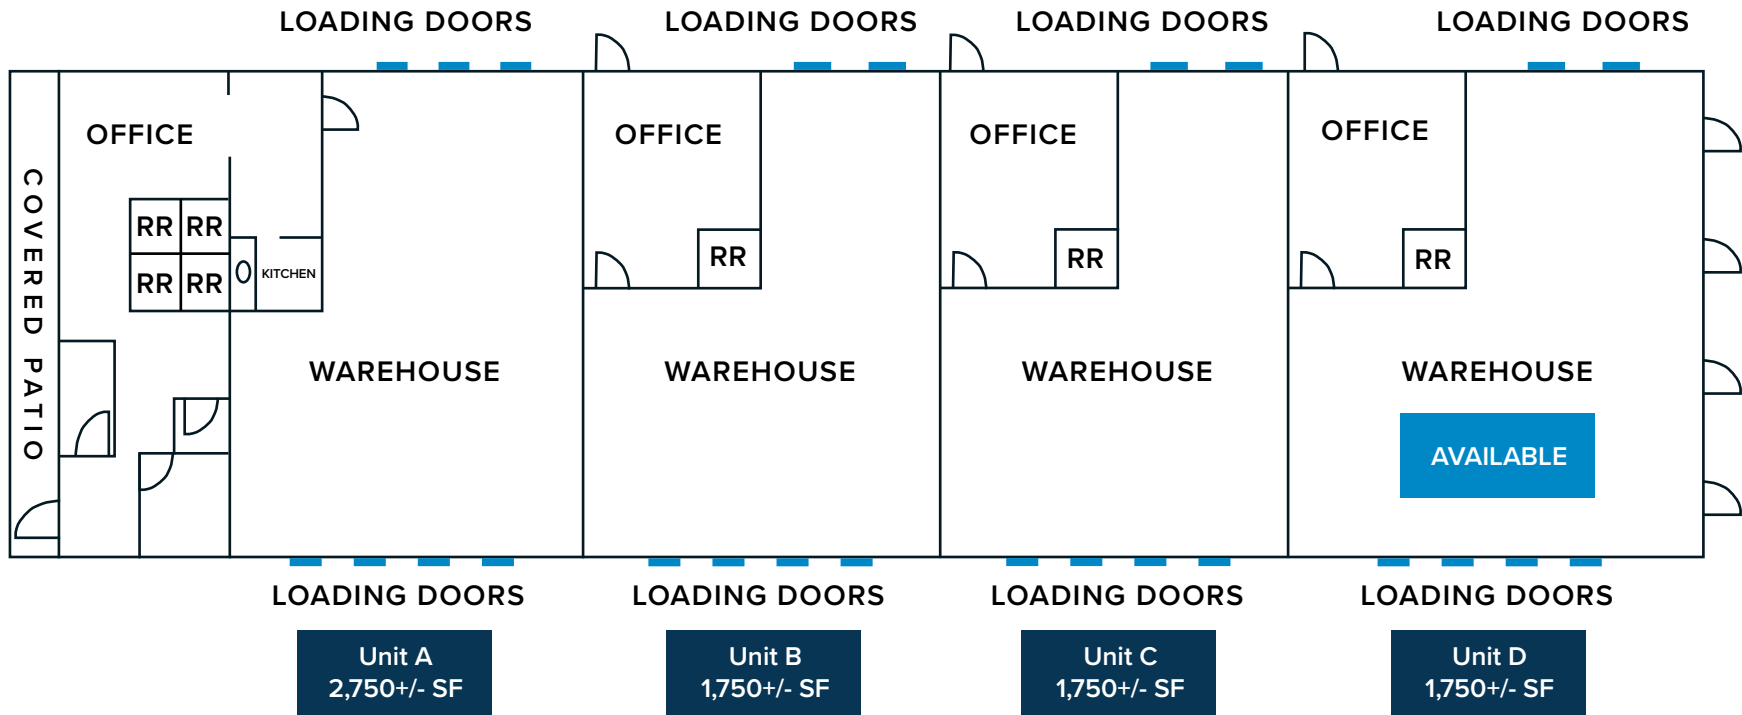 LOADING DOORS
LOADING DOORS
LOADING DOORS
LOADING DOORS
OFFICE
OFFICE
OFFICE
OFFICE
COVERED PATIO
RR RR
RR RR
KITCHEN
RR
RR
RR
WAREHOUSE
WAREHOUSE
WAREHOUSE
WAREHOUSE
AVAILABLE
LOADING DOORS
LOADING DOORS
LOADING DOORS
LOADING DOORS
Unit A
2,750+/- SF
Unit B
1,750+/- SF
Unit C
1,750+/- SF
Unit D
1,750+/- SF